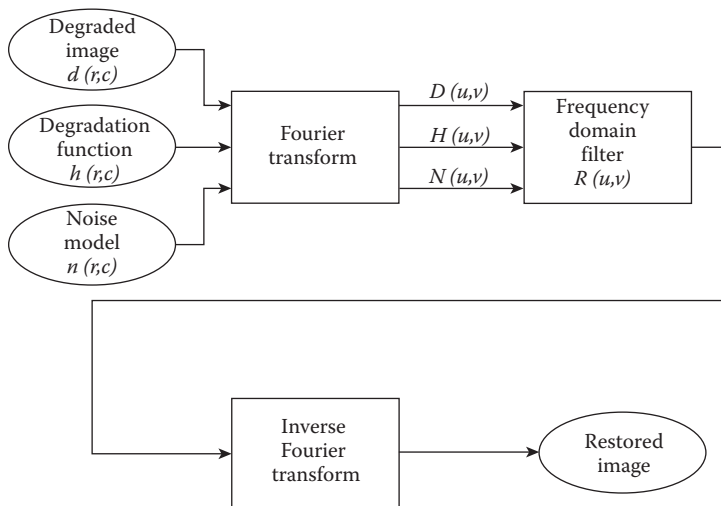 Degraded
image
d (r,c)
Degradation
function
h (r,c)
Noise
model
n (r,c)
Fourier
transform
D (u,v)
H (u,v)
N (u,v)
Frequency
domain
filter
R (u,v)
Inverse
Fourier
transform
Restored
image